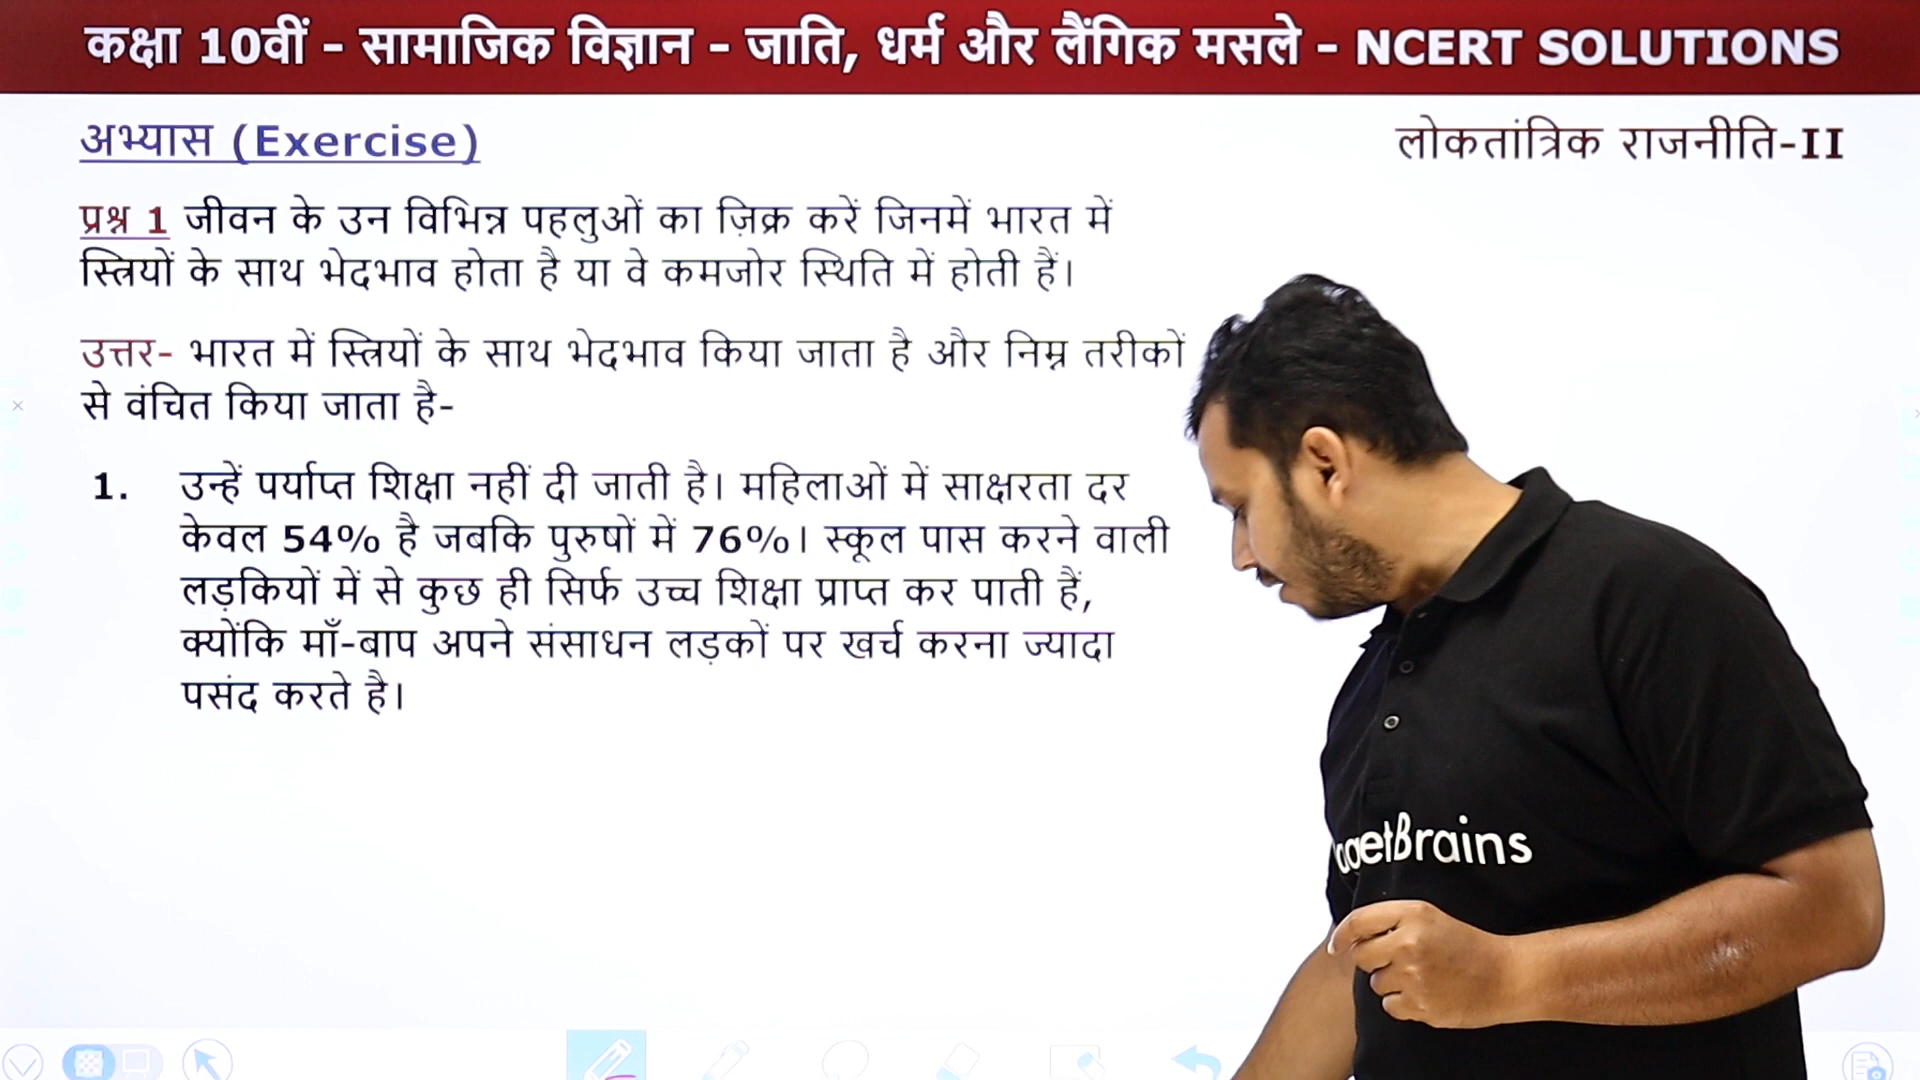 कक्षा 10वीं - सामाजिक विज्ञान - जाति, धर्म और लैंगिक मसले - NCERT SOLUTIONS
अभ्यास (Exercise)
लोकतांत्रिक राजनीति-II
प्रश्न 1 जीवन के उन विभिन्न पहलुओं का ज़िक्र करें जिनमें भारत में
स्त्रियों के साथ भेदभाव होता है या वे कमजोर स्थिति में होती हैं।
उत्तर- भारत में स्त्रियों के साथ भेदभाव किया जाता है और निम्न तरीकों
से वंचित किया जाता है-
1. उन्हें पर्याप्त शिक्षा नहीं दी जाती है। महिलाओं में साक्षरता दर
केवल 54% है जबकि पुरुषों में 76%। स्कूल पास करने वाली
लड़कियों में से कुछ ही सिर्फ उच्च शिक्षा प्राप्त कर पाती हैं,
क्योंकि माँ-बाप अपने संसाधन लड़कों पर खर्च करना ज्यादा
पसंद करते है।